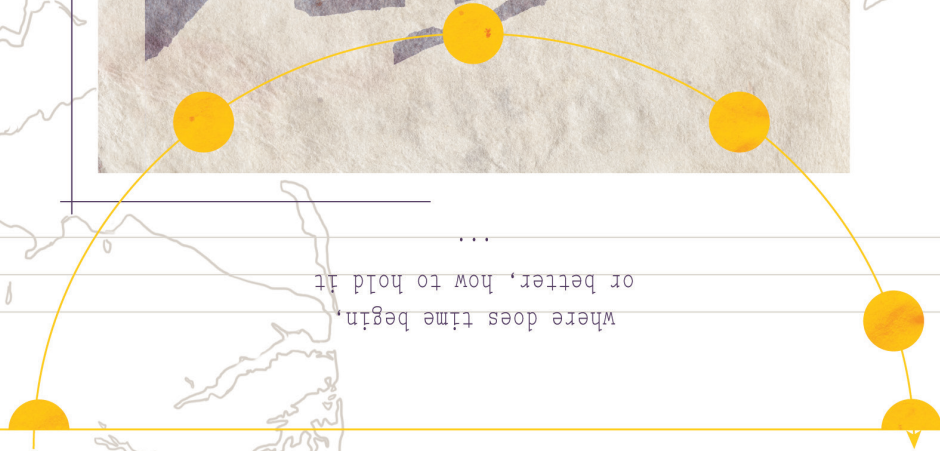 where does time begin,
or better, how to hold it
...